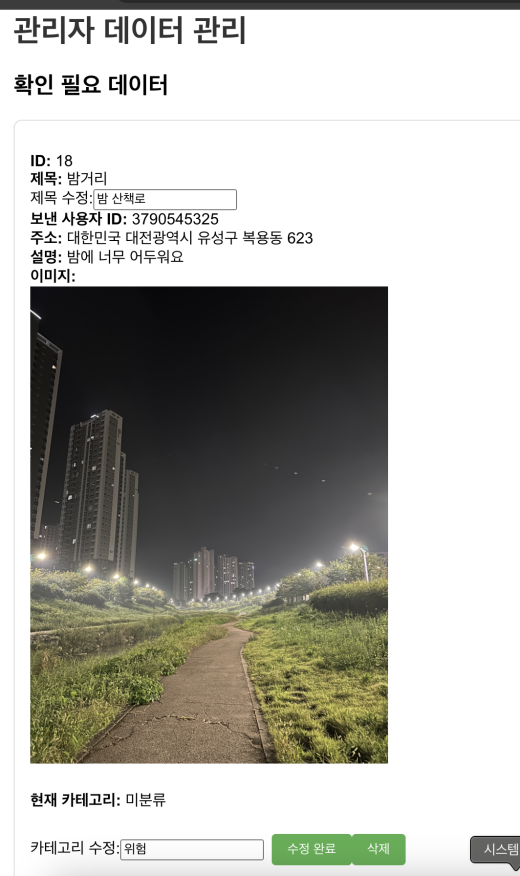 관리자 데이터 관리
확인 필요 데이터
ID: 18
제목: 밤거리
제목 수정: 밤 산책로
보낸 사용자 ID: 3790545325
주소: 대한민국 대전광역시 유성구 복용동 623
설명: 밤에 너무 어두워요
이미지:
현재 카테고리: 미분류
카테고리 수정: 위험 수정 완료 삭제 시스템